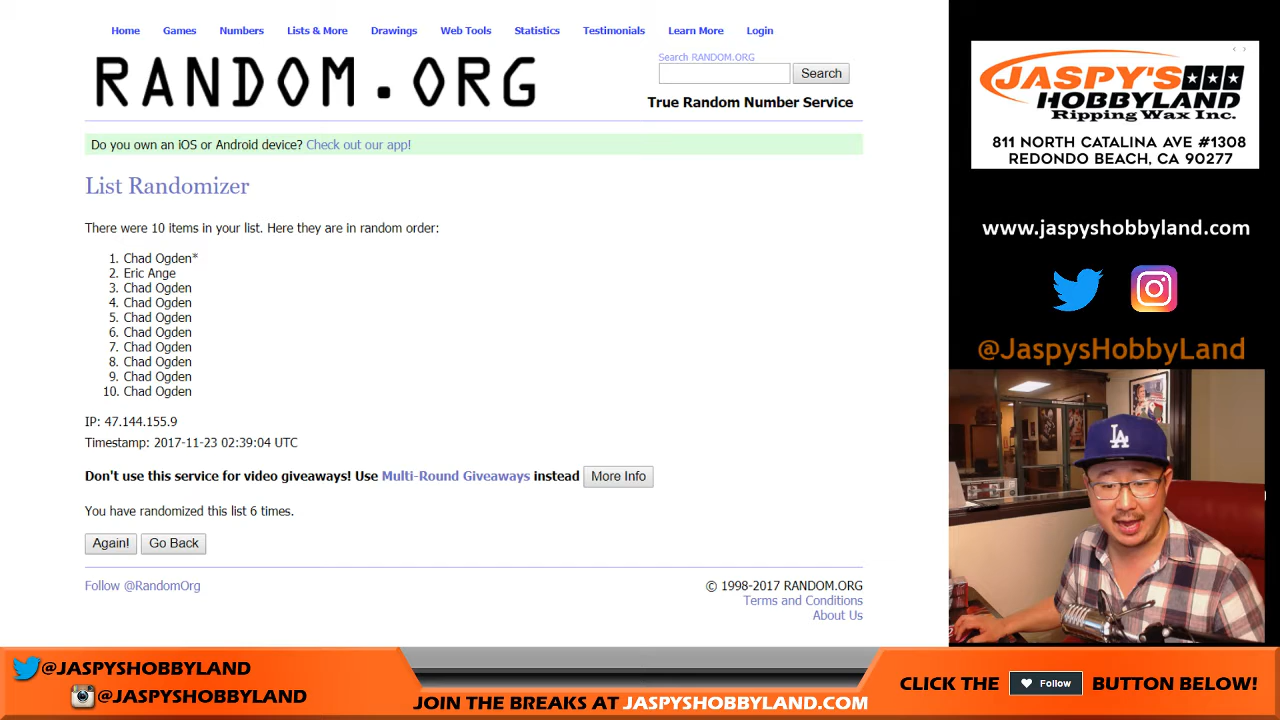 Home Games Numbers Lists & More Drawings Web Tools Statistics Testimonials Learn More Login
RANDOM.ORG
Search RANDOM.ORG
Search
True Random Number Service
Do you own an iOS or Android device? Check out our app!
List Randomizer
There were 10 items in your list. Here they are in random order:
1. Chad Ogden*
2. Eric Ange
3. Chad Ogden
4. Chad Ogden
5. Chad Ogden
6. Chad Ogden
7. Chad Ogden
8. Chad Ogden
9. Chad Ogden
10. Chad Ogden
IP: 47.144.155.9
Timestamp: 2017-11-23 02:39:04 UTC
Don't use this service for video giveaways! Use Multi-Round Giveaways instead More Info
You have randomized this list 6 times.
Again! Go Back
Follow @RandomOrg
© 1998-2017 RANDOM.ORG
Terms and Conditions
About Us
JASPY'S
HOBBYLAND
Ripping Wax Inc.
811 NORTH CATALINA AVE #1308
REDONDO BEACH, CA 90277
www.jaspyshobbyland.com
@JaspysHobbyLand
LA
@JASPYSHOBBYLAND
@JASPYSHOBBYLAND
JOIN THE BREAKS AT JASPYSHOBBYLAND.COM
CLICK THE Follow BUTTON BELOW!